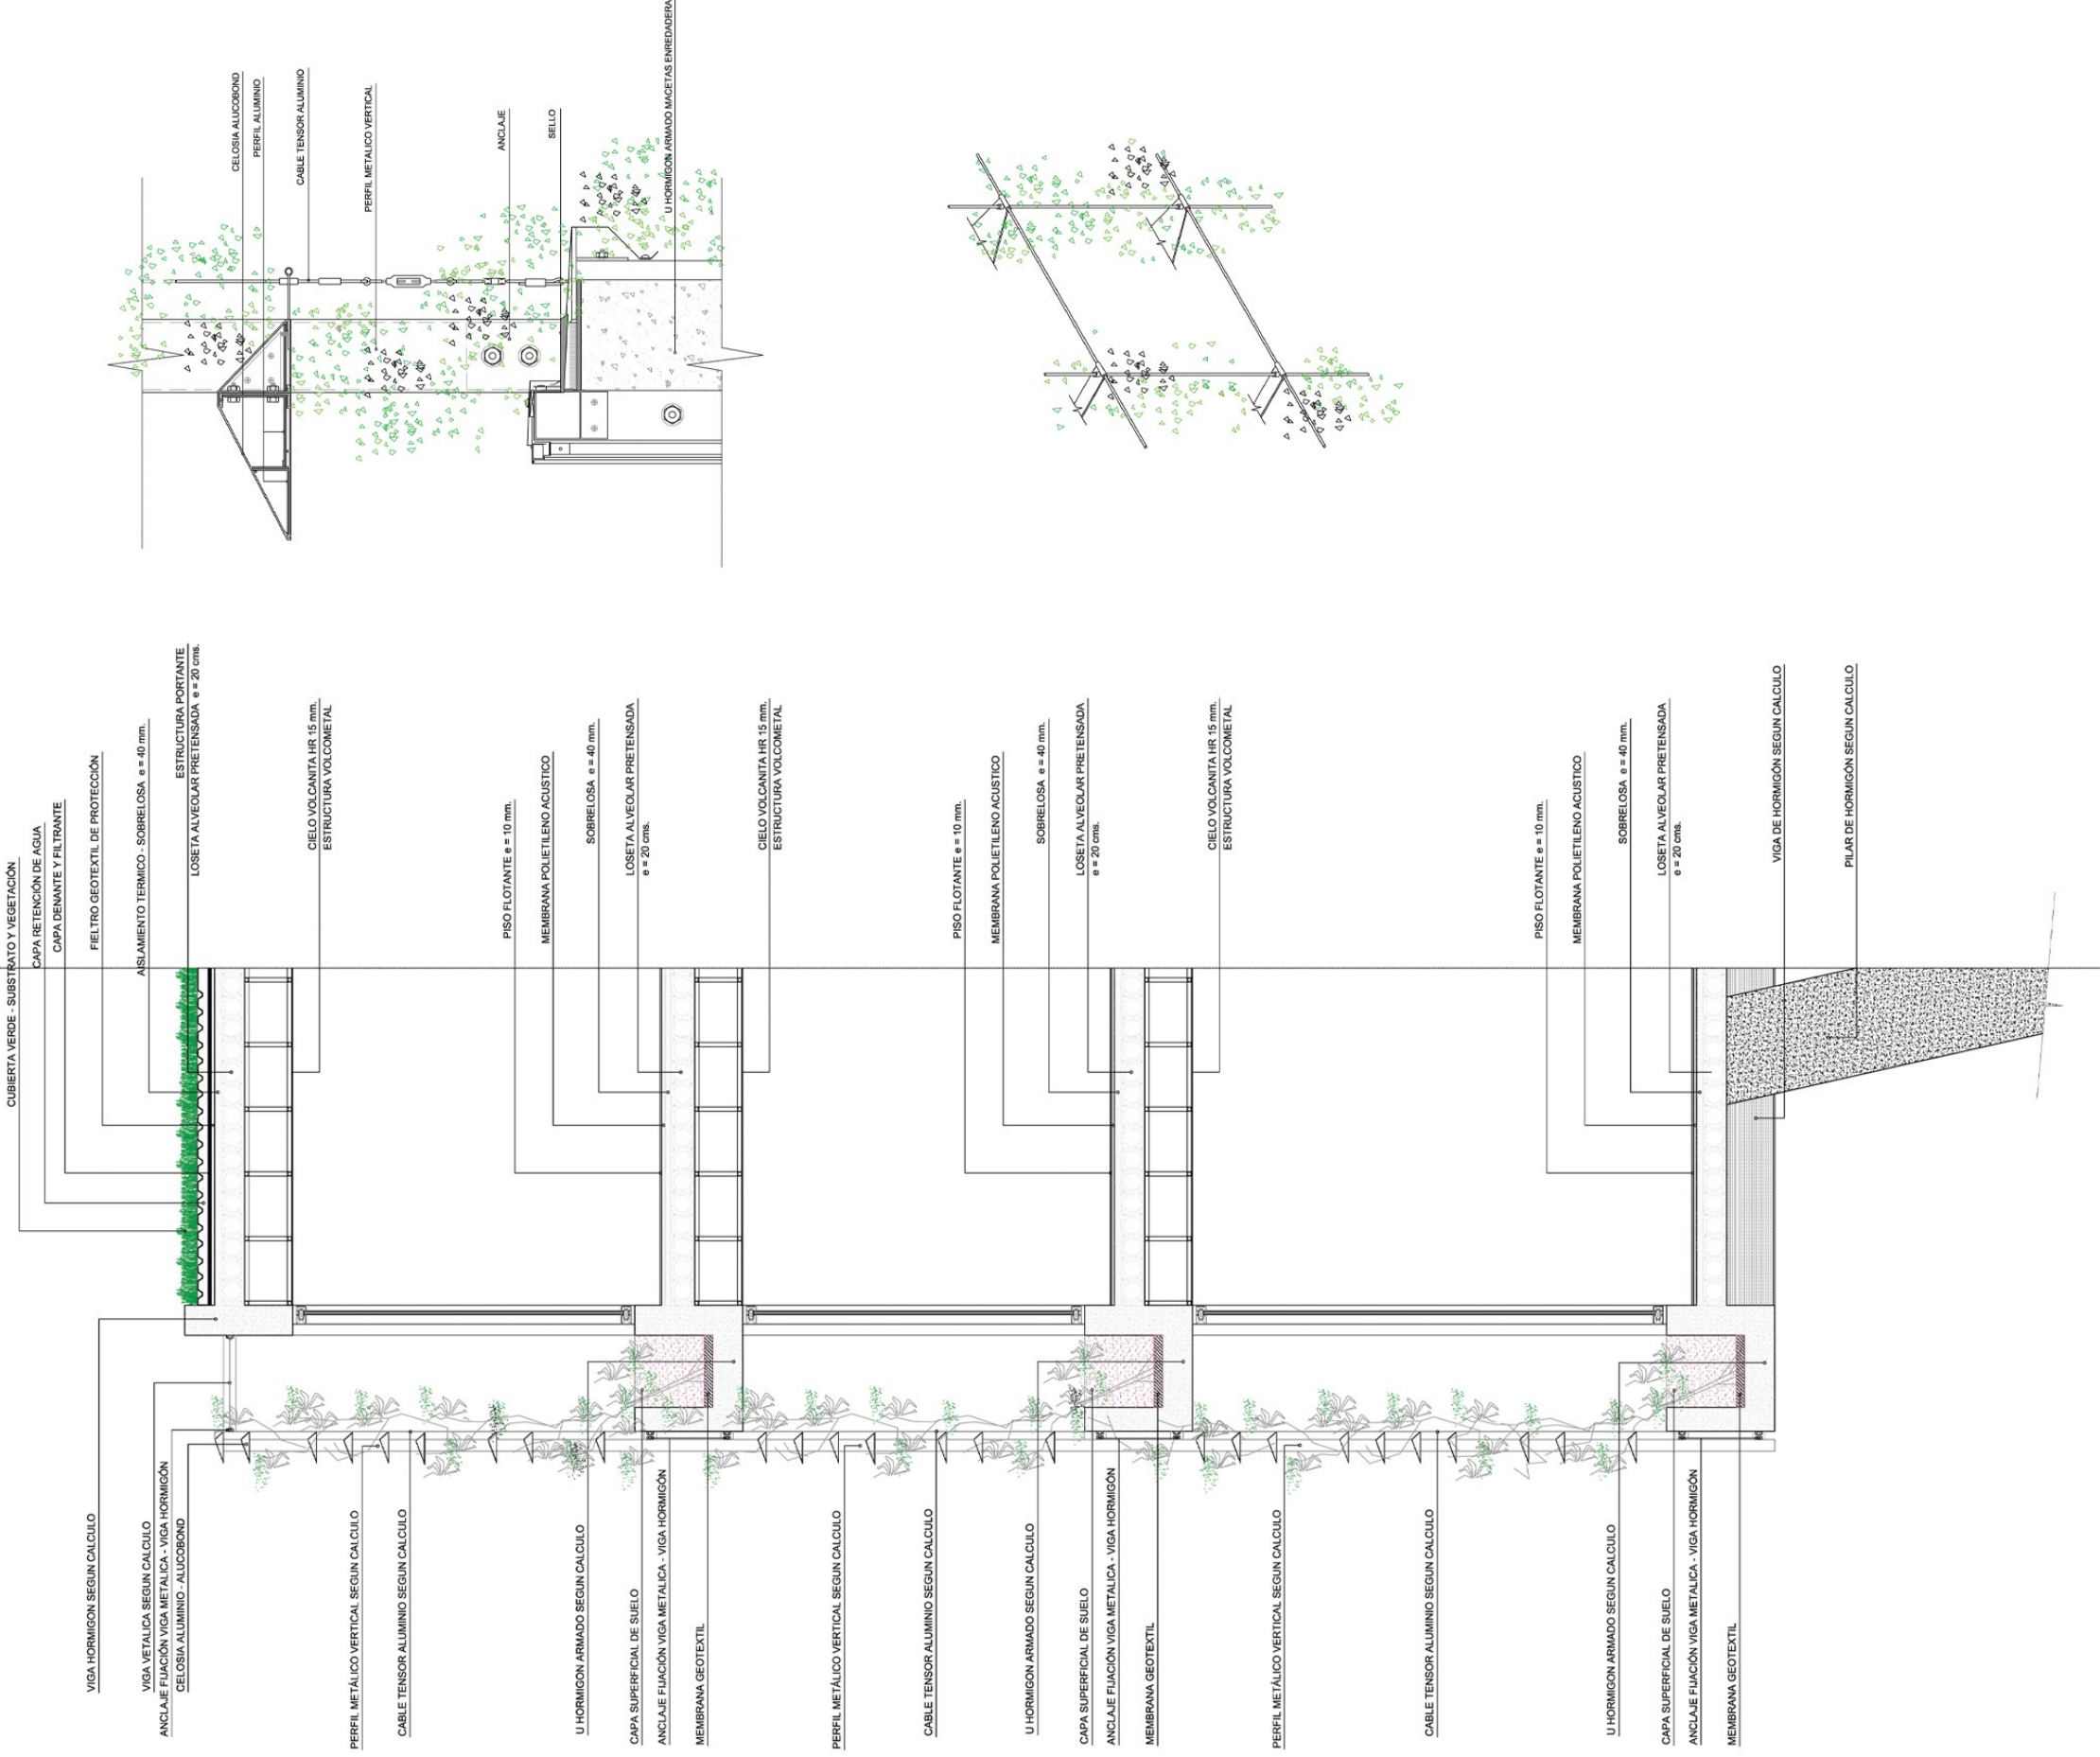 CELOSIA ALUCOBOND
PERFIL ALUMINIO
CABLE TENSOR ALUMINIO
PERFIL METALICO VERTICAL
ANCLAJE
SELLO
U HORMIGON ARMADO MACETAS ENREDADERA
CUBIERTA VERDE - SUBSTRATO Y VEGETACIÓN
CAPA RETENCIÓN DE AGUA
CAPA DENANTE Y FILTRANTE
FIELTRO GEOTEXTIL DE PROTECCIÓN
AISLAMIENTO TERMICO - SOBRELOSA e = 40 mm.
ESTRUCTURA PORTANTE
LOSETA ALVEOLAR PRETENSADA e = 20 cms.
CIELO VOLCANITA HR 15 mm.
ESTRUCTURA VOLCOMETAL
PISO FLOTANTE e = 10 mm.
MEMBRANA POLIETILENO ACUSTICO
SOBRELOSA e = 40 mm.
LOSETA ALVEOLAR PRETENSADA
e = 20 cms.
CIELO VOLCANITA HR 15 mm.
ESTRUCTURA VOLCOMETAL
PISO FLOTANTE e = 10 mm.
MEMBRANA POLIETILENO ACUSTICO
SOBRELOSA e = 40 mm.
LOSETA ALVEOLAR PRETENSADA
e = 20 cms.
CIELO VOLCANITA HR 15 mm.
ESTRUCTURA VOLCOMETAL
PISO FLOTANTE e = 10 mm.
MEMBRANA POLIETILENO ACUSTICO
SOBRELOSA e = 40 mm.
LOSETA ALVEOLAR PRETENSADA
e = 20 cms.
VIGA DE HORMIGÓN SEGUN CALCULO
PILAR DE HORMIGÓN SEGUN CALCULO
VIGA HORMIGON SEGUN CALCULO
VIGA VETALICA SEGUN CALCULO
ANCLAJE FIJACIÓN VIGA METALICA - VIGA HORMIGÓN
CELOSIA ALUMINIO - ALUCOBOND
PERFIL METÁLICO VERTICAL SEGUN CALCULO
CABLE TENSOR ALUMINIO SEGUN CALCULO
U HORMIGON ARMADO SEGUN CALCULO
CAPA SUPERFICIAL DE SUELO
ANCLAJE FIJACIÓN VIGA METALICA - VIGA HORMIGÓN
MEMBRANA GEOTEXTIL
PERFIL METÁLICO VERTICAL SEGUN CALCULO
CABLE TENSOR ALUMINIO SEGUN CALCULO
U HORMIGON ARMADO SEGUN CALCULO
CAPA SUPERFICIAL DE SUELO
ANCLAJE FIJACIÓN VIGA METALICA - VIGA HORMIGÓN
MEMBRANA GEOTEXTIL
PERFIL METÁLICO VERTICAL SEGUN CALCULO
CABLE TENSOR ALUMINIO SEGUN CALCULO
U HORMIGON ARMADO SEGUN CALCULO
CAPA SUPERFICIAL DE SUELO
ANCLAJE FIJACIÓN VIGA METALICA - VIGA HORMIGÓN
MEMBRANA GEOTEXTIL